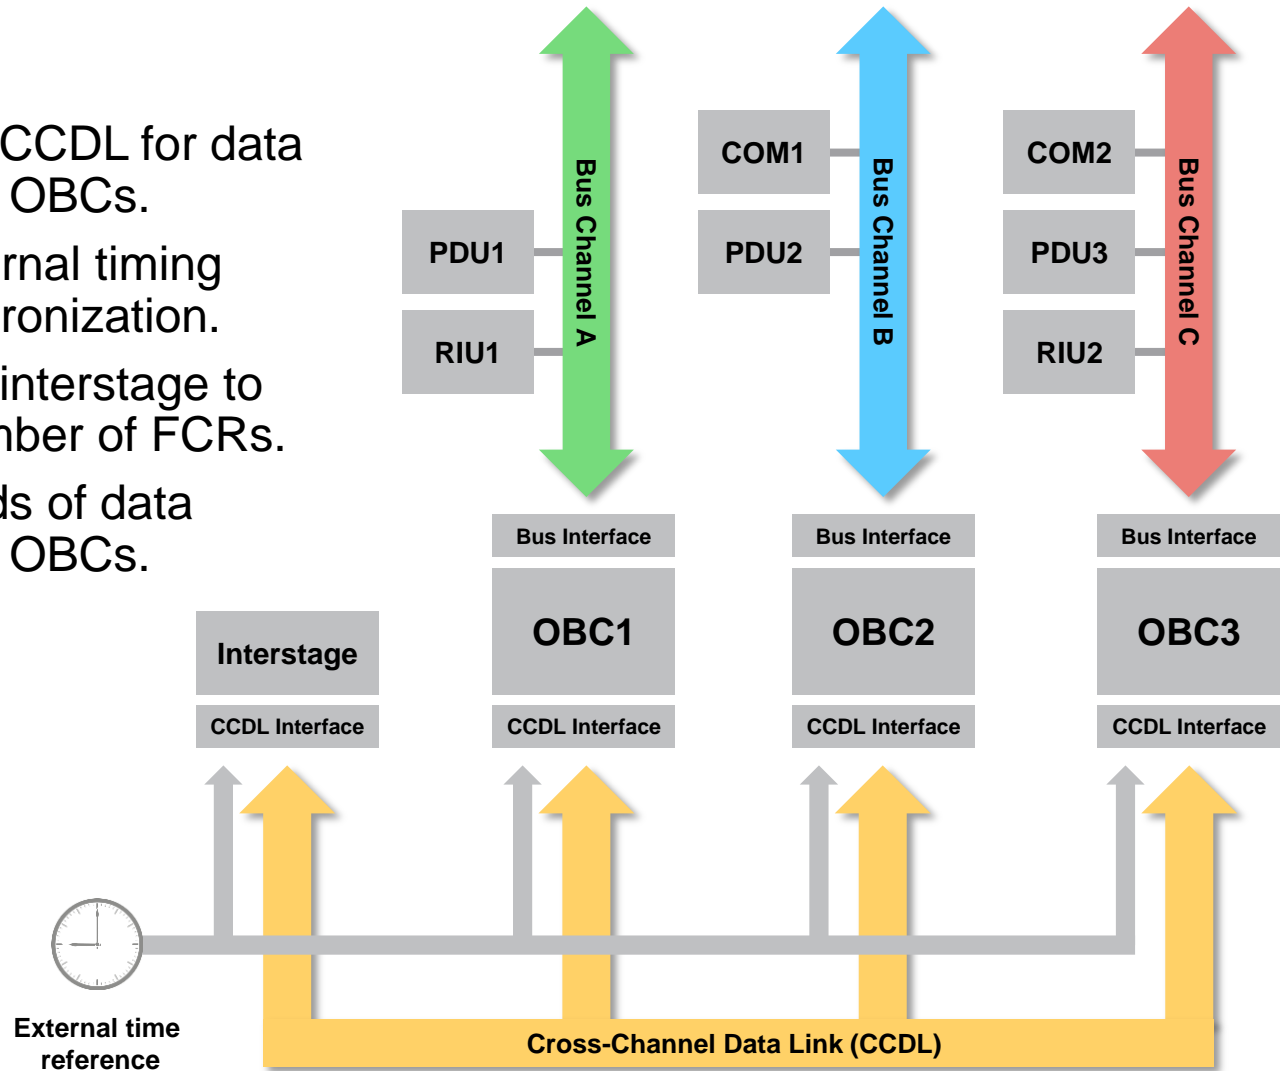 CCDL for data
OBCs.
rnal timing
ronization.
interstage to
nber of FCRs.
ds of data
OBCs.
Bus Channel A
Bus Channel B
Bus Channel C
COM1
COM2
PDU1
PDU2
PDU3
RIU1
RIU2
Bus Interface
Bus Interface
Bus Interface
OBC1
OBC2
OBC3
Interstage
CCDL Interface
CCDL Interface
CCDL Interface
CCDL Interface
External time
reference
Cross-Channel Data Link (CCDL)